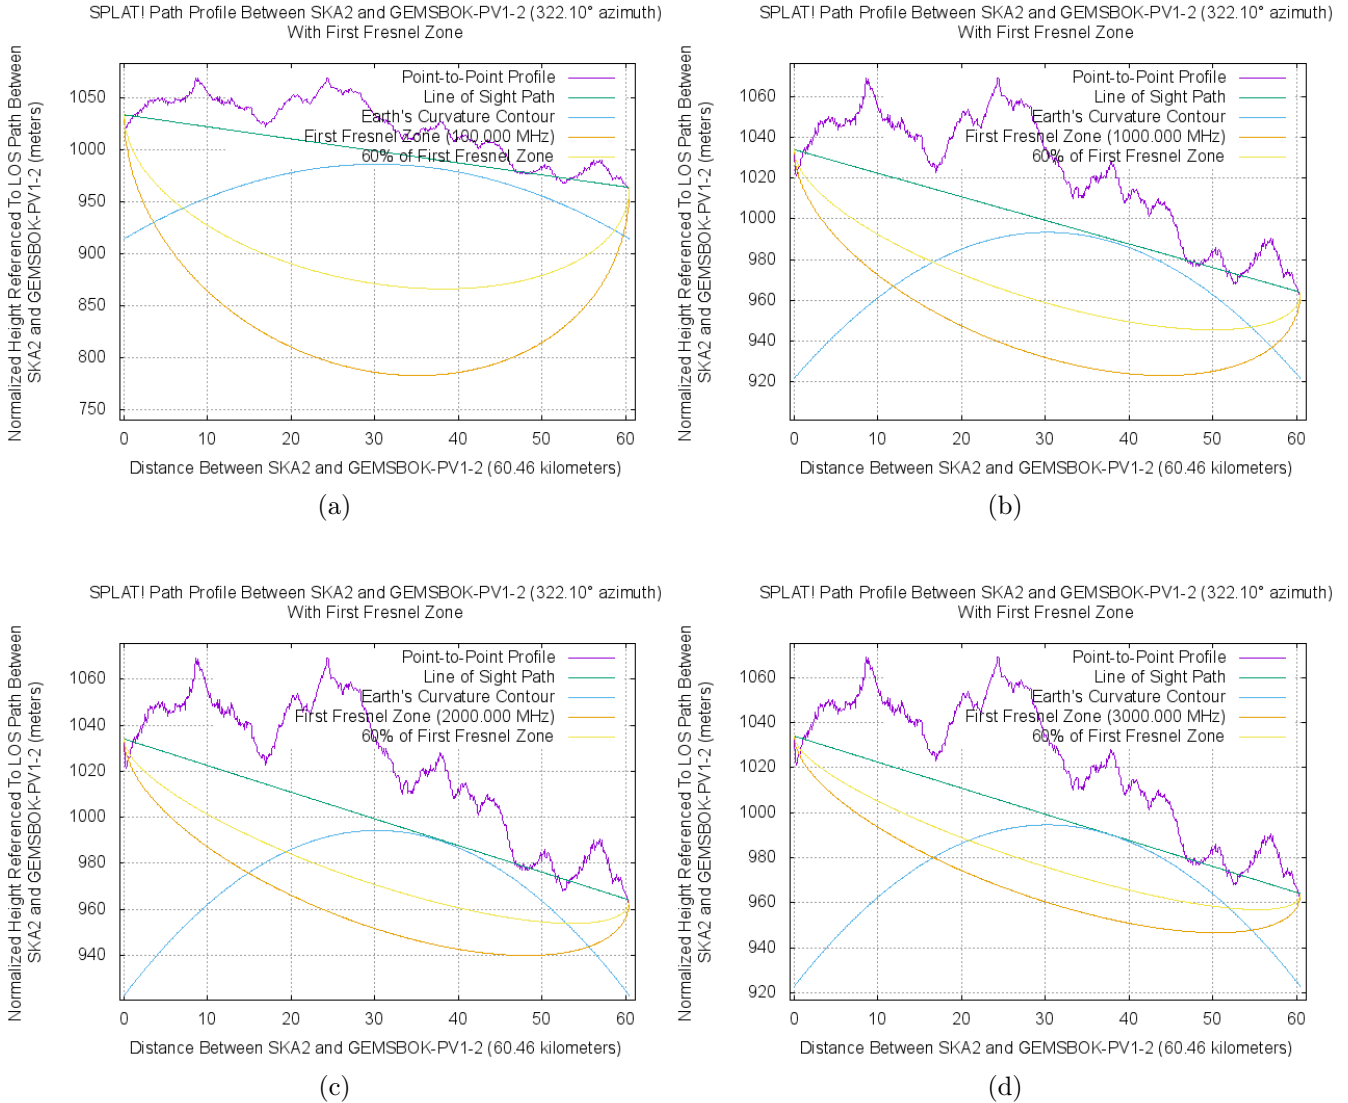 SPLAT! Path Profile Between SKA2 and GEMSBOK-PV1-2 (322.10° azimuth)
With First Fresnel Zone
Normalized Height Referenced To LOS Path Between
SKA2 and GEMSBOK-PV1-2 (meters)
Point-to-Point Profile
Line of Sight Path
Earth's Curvature Contour
First Fresnel Zone (100.000 MHz)
60% of First Fresnel Zone
1050
1000
950
900
850
800
750
0 10 20 30 40 50 60
Distance Between SKA2 and GEMSBOK-PV1-2 (60.46 kilometers)
(a)
SPLAT! Path Profile Between SKA2 and GEMSBOK-PV1-2 (322.10° azimuth)
With First Fresnel Zone
Normalized Height Referenced To LOS Path Between
SKA2 and GEMSBOK-PV1-2 (meters)
Point-to-Point Profile
Line of Sight Path
Earth's Curvature Contour
First Fresnel Zone (1000.000 MHz)
60% of First Fresnel Zone
1060
1040
1020
1000
980
960
940
920
0 10 20 30 40 50 60
Distance Between SKA2 and GEMSBOK-PV1-2 (60.46 kilometers)
(b)
SPLAT! Path Profile Between SKA2 and GEMSBOK-PV1-2 (322.10° azimuth)
With First Fresnel Zone
Normalized Height Referenced To LOS Path Between
SKA2 and GEMSBOK-PV1-2 (meters)
Point-to-Point Profile
Line of Sight Path
Earth's Curvature Contour
First Fresnel Zone (2000.000 MHz)
60% of First Fresnel Zone
1060
1040
1020
1000
980
960
940
0 10 20 30 40 50 60
Distance Between SKA2 and GEMSBOK-PV1-2 (60.46 kilometers)
(c)
SPLAT! Path Profile Between SKA2 and GEMSBOK-PV1-2 (322.10° azimuth)
With First Fresnel Zone
Normalized Height Referenced To LOS Path Between
SKA2 and GEMSBOK-PV1-2 (meters)
Point-to-Point Profile
Line of Sight Path
Earth's Curvature Contour
First Fresnel Zone (3000.000 MHz)
60% of First Fresnel Zone
1060
1040
1020
1000
980
960
940
920
0 10 20 30 40 50 60
Distance Between SKA2 and GEMSBOK-PV1-2 (60.46 kilometers)
(d)